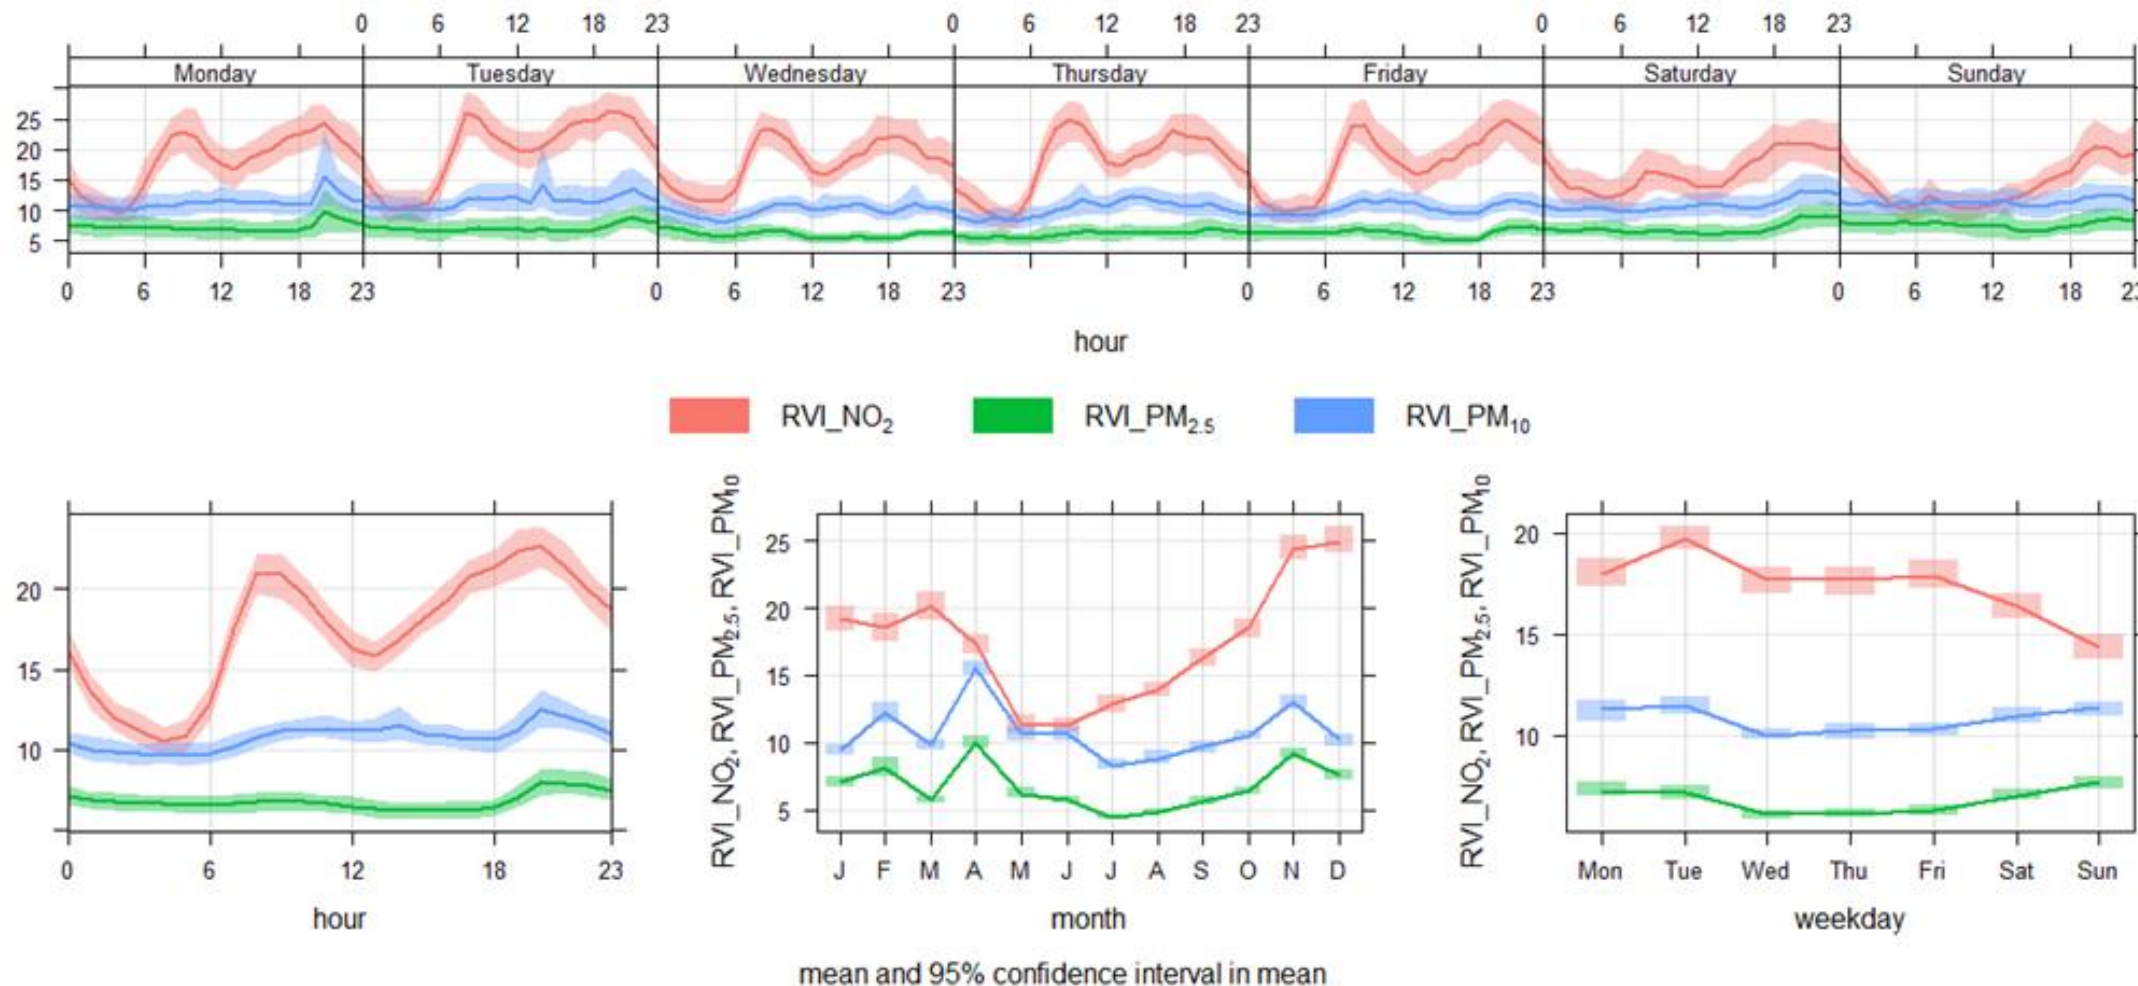 0 6 12 18 23 0 6 12 18 23 0 6 12 18 23
Monday Tuesday Wednesday Thursday Friday Saturday Sunday
25
20
15
10
5
0 6 12 18 23 0 6 12 18 23 0 6 12 18 23 0 6 12 18 23
hour
RVI_NO₂ RVI_PM₂.₅ RVI_PM₁₀
20
15
10
0 6 12 18 23
hour
RVI_NO₂, RVI_PM₂.₅, RVI_PM₁₀
25
20
15
10
5
J F M A M J J A S O N D
month
RVI_NO₂, RVI_PM₂.₅, RVI_PM₁₀
20
15
10
Mon Tue Wed Thu Fri Sat Sun
weekday
mean and 95% confidence interval in mean